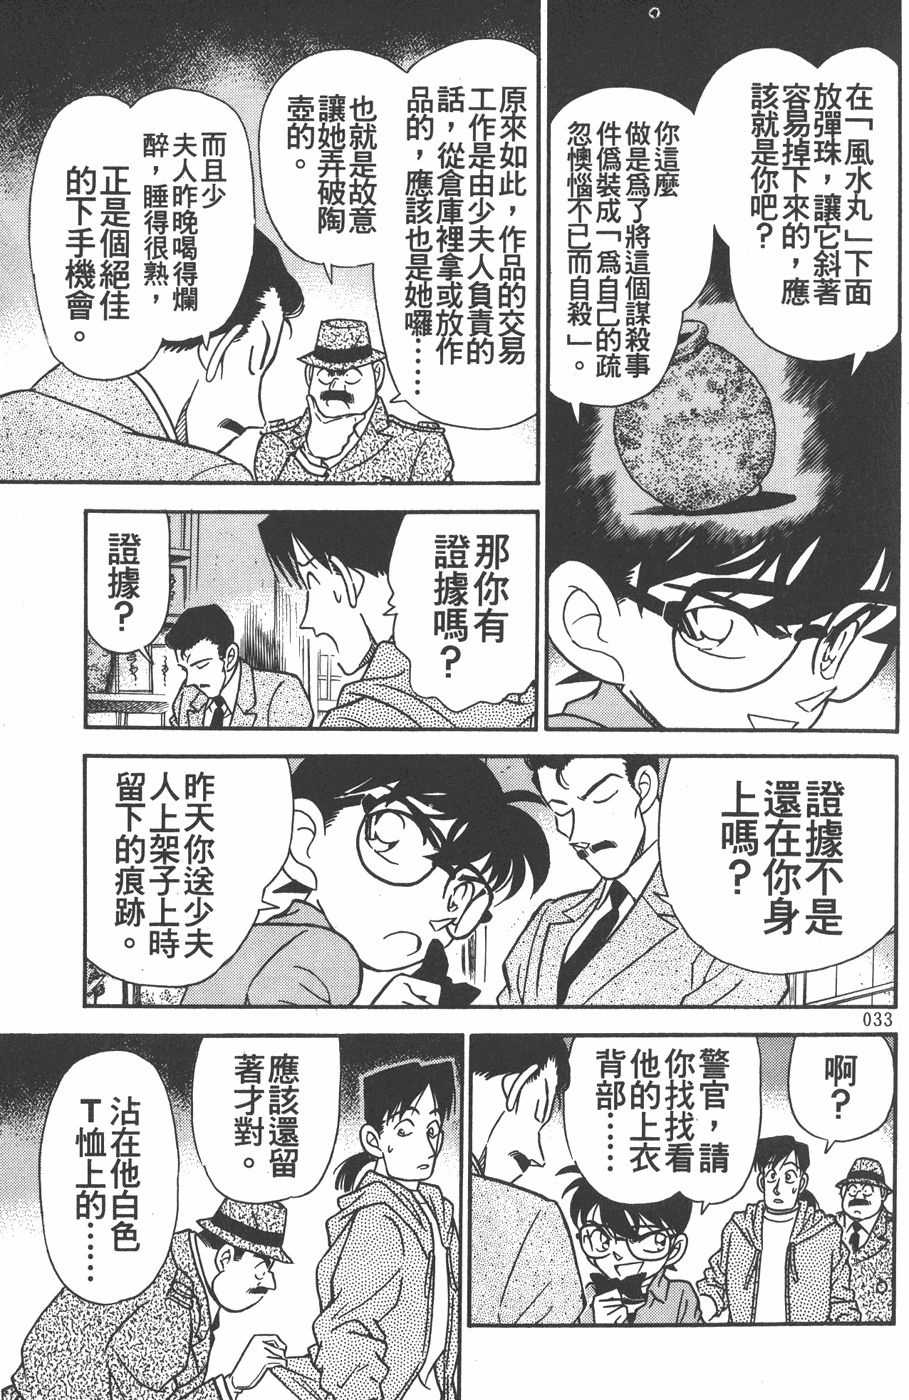 在「風水丸」下面
放彈珠，讓它斜著
容易掉下來的，應
該就是你吧？
你這麼
做是爲了將這個謀殺事
件僞裝成「爲自己的疏
忽懊惱不已而自殺」。
原來如此，作品的交易
工作是由少夫人負責的
話，從倉庫裡拿或放作
品的，應該也是她囉……
也就是故意
讓她弄破陶
壺的。
而且少
夫人昨晚喝得爛
醉，睡得很熟，
正是個絕佳
的下手機會。
那你有
證據嗎？
證據？
證據不是
還在你身
上嗎？
昨天你送少夫
人上架子上時
留下的痕跡。
033
啊？
警官，請
你找找看
他的上衣
背部……
應該還留
著才對。
沾在他白色
T恤上的……